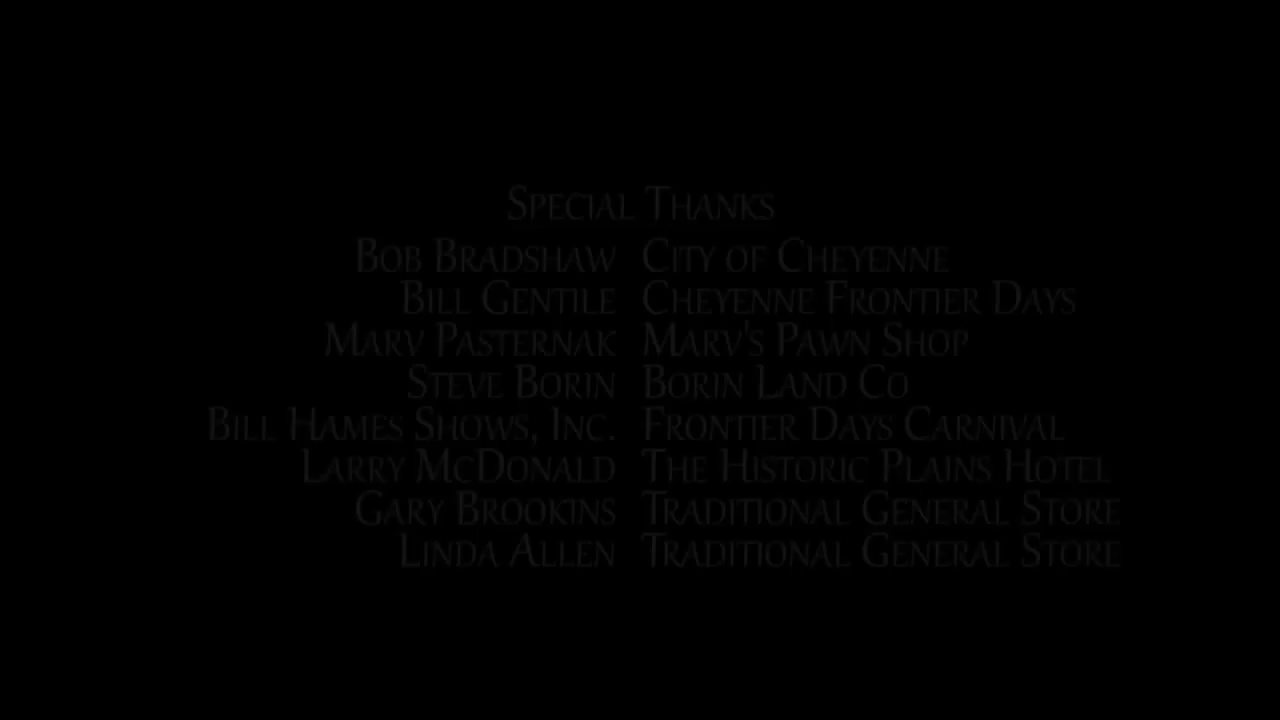 Special Thanks
Bob Bradshaw City of Cheyenne
Bill Gentile Cheyenne Frontier Days
Marv Pasternak Marv's Pawn Shop
Steve Borin Borin Land Co
Bill Hames Shows, Inc. Frontier Days Carnival
Larry McDonald The Historic Plains Hotel
Gary Brookins Traditional General Store
Linda Allen Traditional General Store